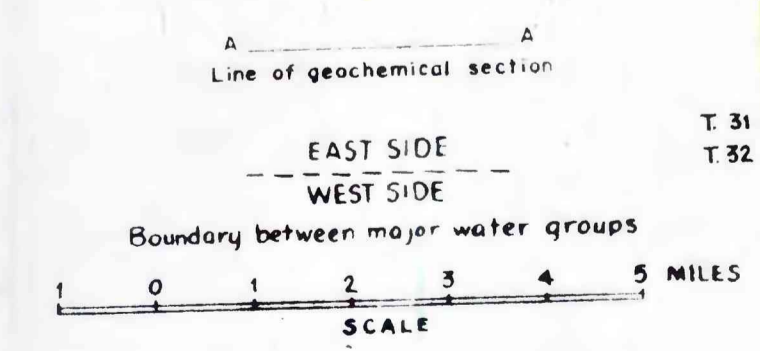 A A'
Line of geochemical section
T. 31
EAST SIDE
T. 32
WEST SIDE
Boundary between major water groups
1 0 1 2 3 4 5 MILES
SCALE